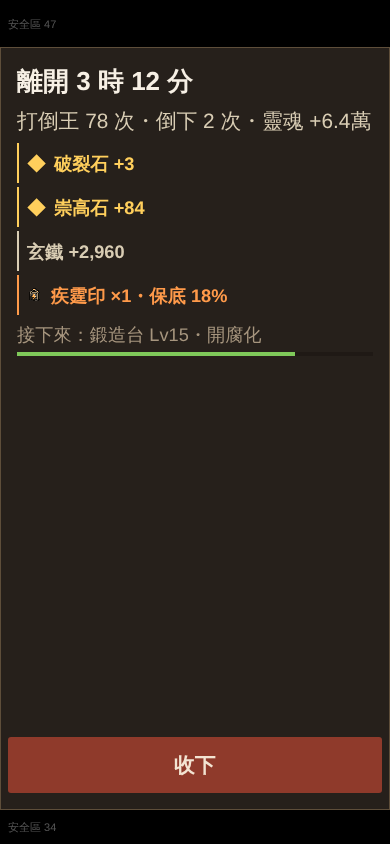 安全區 47
離開 3 時 12 分
打倒王 78 次・倒下 2 次・靈魂 +6.4萬
破裂石 +3
崇高石 +84
玄鐵 +2,960
疾霆印 ×1・保底 18%
接下來：鍛造台 Lv15・開腐化
收下
安全區 34